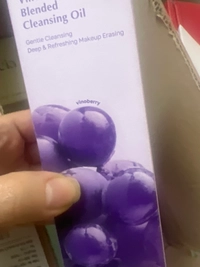 Blended
Cleansing Oil
Gentle Cleansing
Deep & Refreshing Makeup Erasing
vineberry